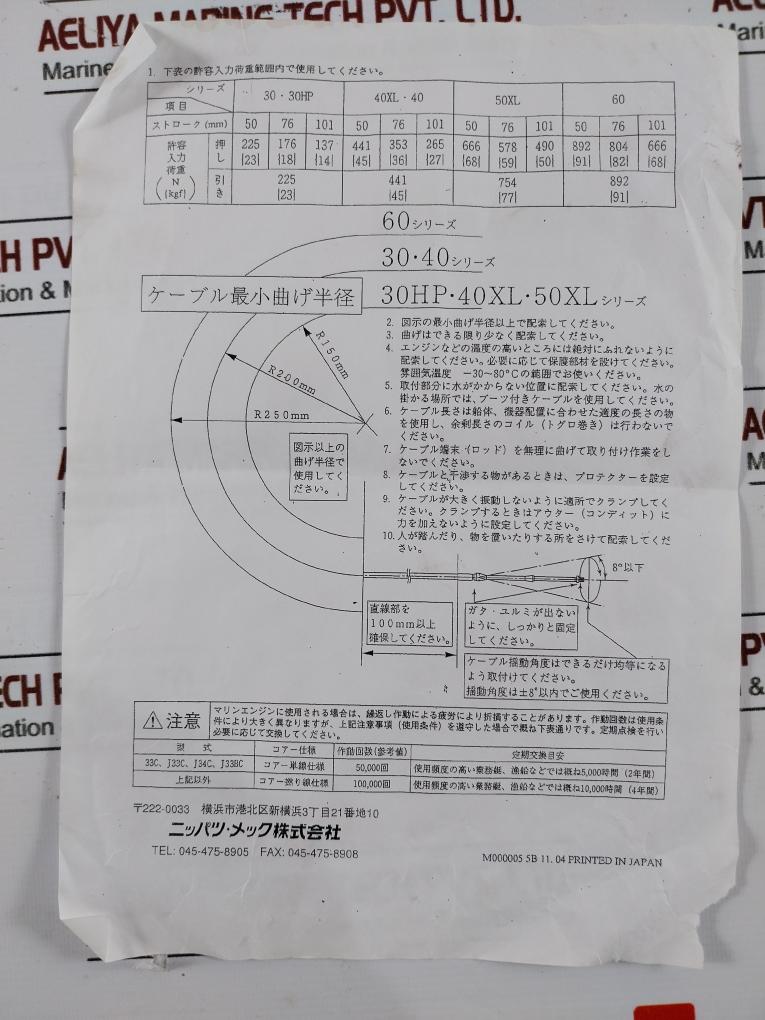 AELIYA MARINE TECH PVT. LTD.
Marine
1. 下表の許容入力荷重範囲内で使用してください。
シリーズ 30・30HP 40XL・40 50XL 60
項目
ストローク(mm) 50 76 101 50 76 101 50 76 101 50 76 101
許容入力荷重 N {kgf} 押し 225 176 137 441 353 265 666 578 490 892 804 666
{23} {18} {14} {45} {36} {27} {68} {59} {50} {91} {82} {68}
引き 225 441 754 892
{23} {45} {77} {91}
60シリーズ
30・40シリーズ
ケーブル最小曲げ半径 30HP・40XL・50XLシリーズ
R150mm
R200mm
R250mm
図示以上の
曲げ半径で
使用してく
ださい。
2. 図示の最小曲げ半径以上で配索してください。
3. 曲げはできる限り少なく配索してください。
4. エンジンなどの温度の高いところには絶対にふれないように
配索してください。必要に応じて保護部材を設けてください。
雰囲気温度 -30~80°Cの範囲でお使いください。
5. 取付部分に水がかからない位置に配索してください。水の
掛かる場所では、ブーツ付きケーブルを使用してください。
6. ケーブル長さは船体、機器配置に合わせた適度の長さの物
を使用し、余剰長さのコイル(トグロ巻き)は行わないで
ください。
7. ケーブル端末(ロッド)を無理に曲げて取り付け作業をし
ないでください。
8. ケーブルと干渉する物があるときは、プロテクターを設定
してください。
9. ケーブルが大きく振動しないように適所でクランプしてく
ださい。クランプするときはアウター(コンディット)に
力を加えないように設定してください。
10. 人が踏んだり、物を置いたりする所をさけて配索してくだ
さい。
8°以下
直線部を
100mm以上
確保してください。
ガタ・ユルミが出ない
ように、しっかりと固定
してください。
ケーブル揺動角度はできるだけ均等になる
よう取付けてください。
揺動角度は±8°以内でご使用ください。
⚠注意 マリンエンジンに使用される場合は、繰返し作動による疲労により折損することがあります。作動回数は使用条
件により大きく異なりますが、上記注意事項(使用条件)を遵守した場合で概ね下表通りです。定期点検を行い
必要に応じて交換してください。
型 式 コアー仕様 作動回数(参考値) 定期交換目安
33C、J33C、J34C、J33BC コアー単線仕様 50,000回 使用頻度の高い業務艇、漁船などでは概ね5,000時間(2年間)
上記以外 コアー撚り線仕様 100,000回 使用頻度の高い業務艇、漁船などでは概ね10,000時間(4年間)
〒222-0033 横浜市港北区新横浜3丁目21番地10
ニッパツ・メック株式会社
TEL: 045-475-8905 FAX: 045-475-8908
M000005 5B 11. 04 PRINTED IN JAPAN